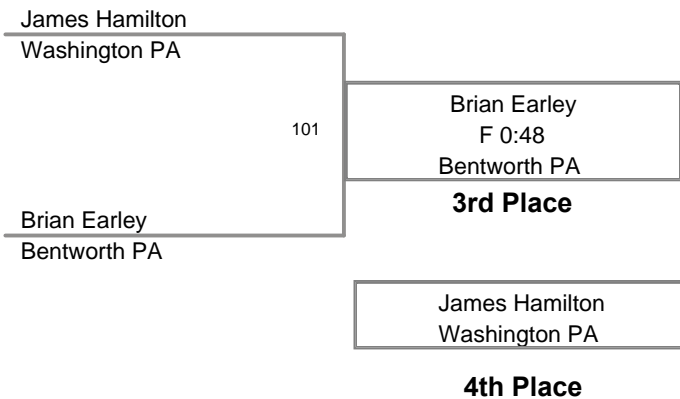 James Hamilton
Washington PA
101
Brian Earley
F 0:48
Bentworth PA
3rd Place
Brian Earley
Bentworth PA
James Hamilton
Washington PA
4th Place